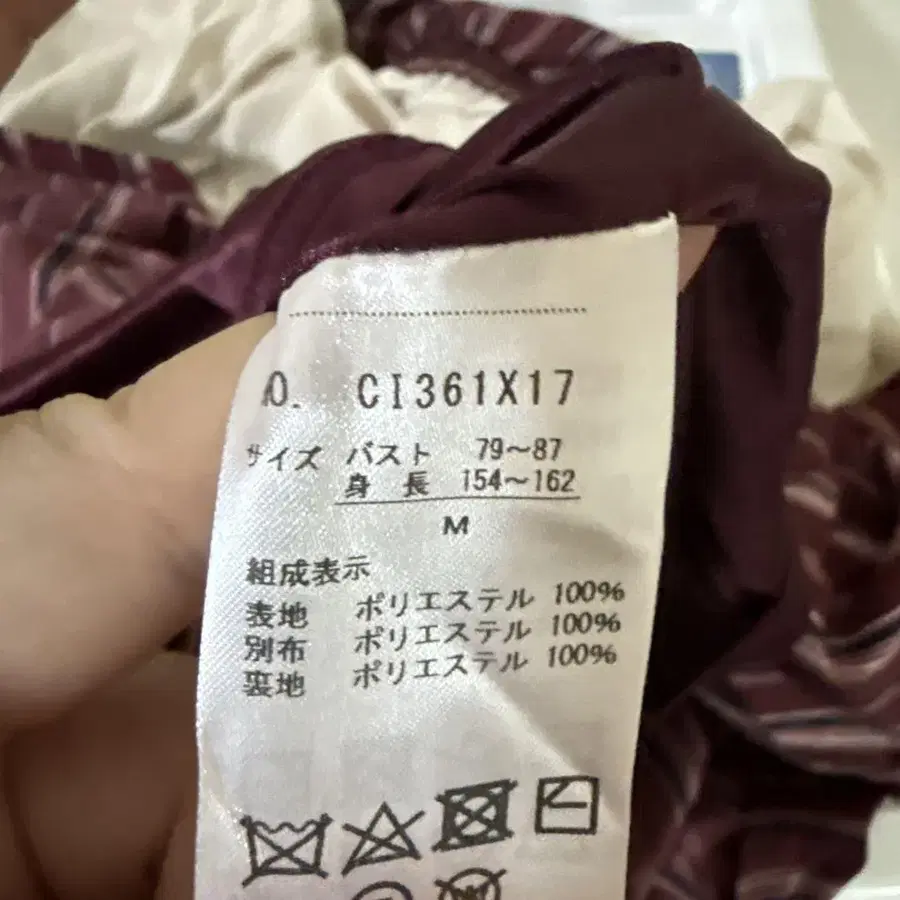 O. CI361X17
サイズ バスト 79～87
身長 154～162
M
組成表示
表地 ポリエステル 100%
別布 ポリエステル 100%
裏地 ポリエステル 100%